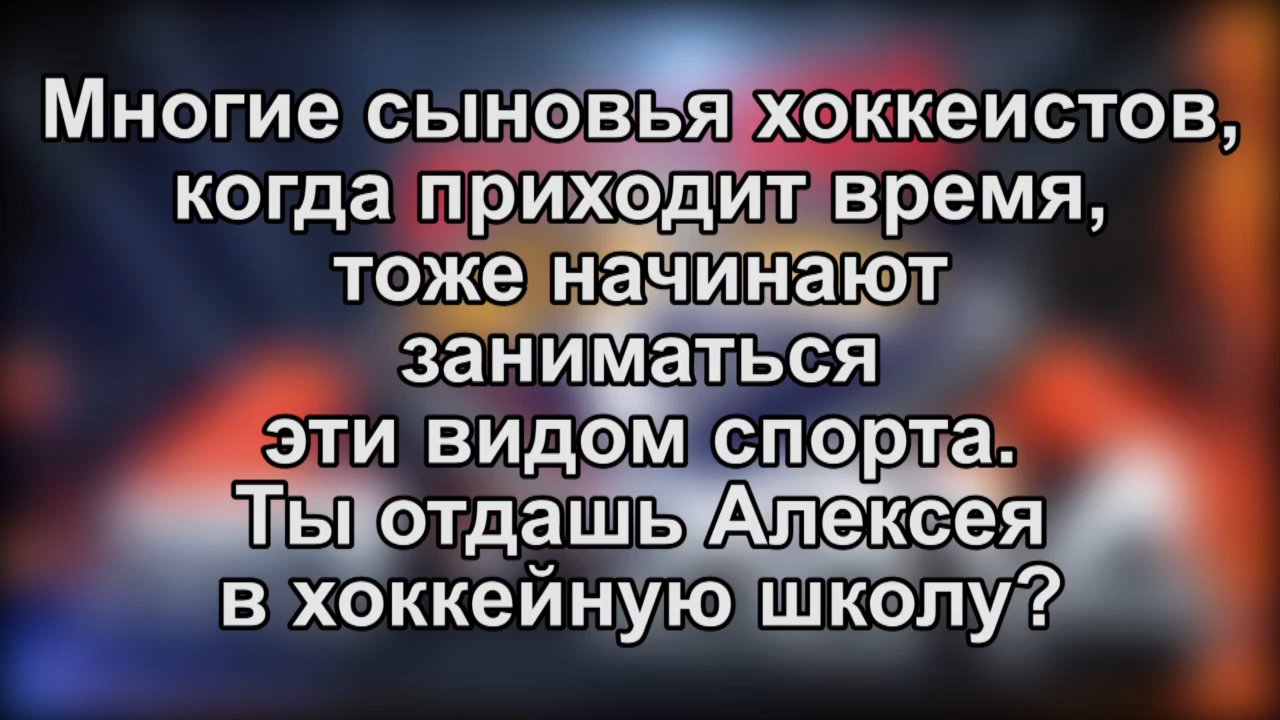 Многие сыновья хоккеистов,
когда приходит время,
тоже начинают
заниматься
эти видом спорта.
Ты отдашь Алексея
в хоккейную школу?